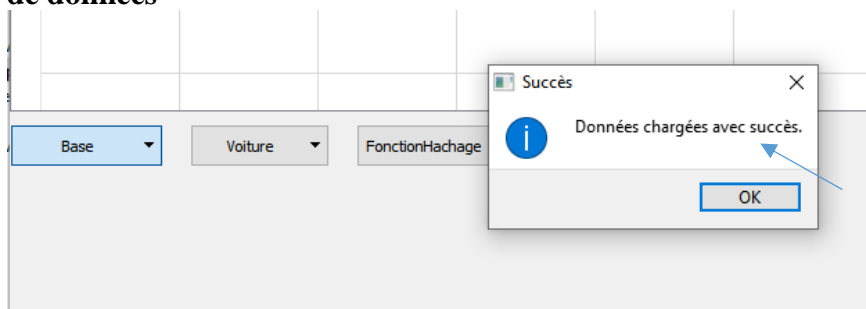 de données
Succès
Données chargées avec succès.
OK
Base
Voiture
FonctionHachage